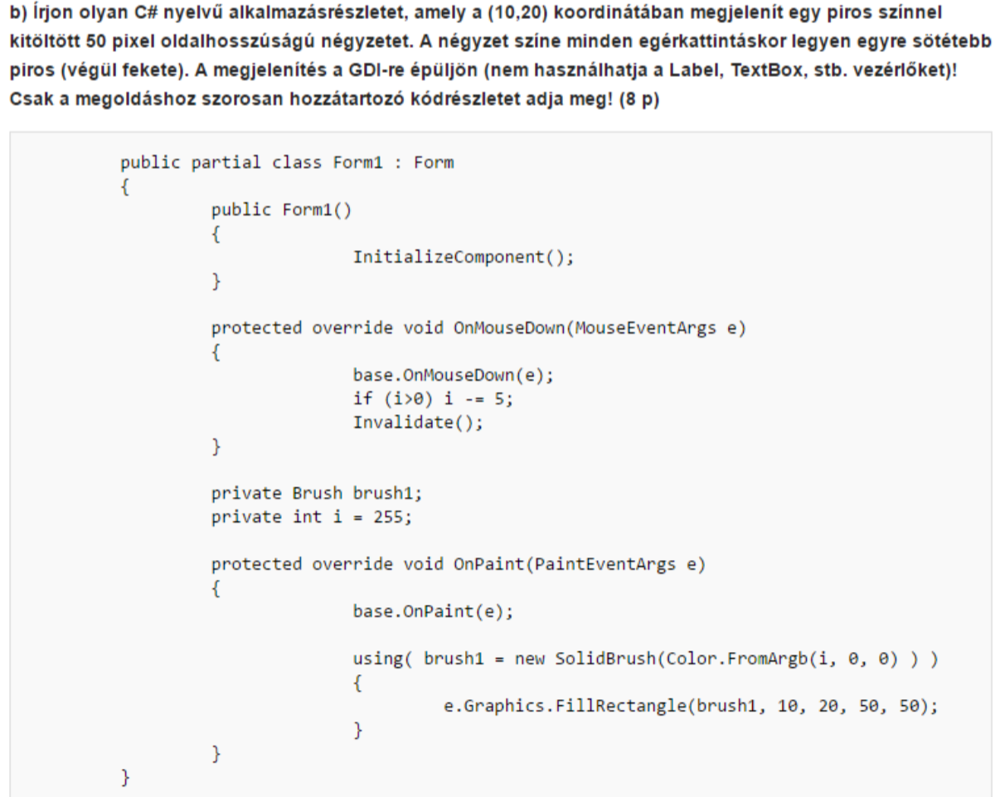 b) Írjon olyan C# nyelvű alkalmazásrészletet, amely a (10,20) koordinátában megjelenít egy piros színnel
kitöltött 50 pixel oldalhosszúságú négyzetet. A négyzet színe minden egérkattintáskor legyen egyre sötétebb
piros (végül fekete). A megjelenítés a GDI-re épüljön (nem használhatja a Label, TextBox, stb. vezérlőket)!
Csak a megoldáshoz szorosan hozzátartozó kódrészletet adja meg! (8 p)
public partial class Form1 : Form
{
public Form1()
{
InitializeComponent();
}
protected override void OnMouseDown(MouseEventArgs e)
{
base.OnMouseDown(e);
if (i>0) i -= 5;
Invalidate();
}
private Brush brush1;
private int i = 255;
protected override void OnPaint(PaintEventArgs e)
{
base.OnPaint(e);
using( brush1 = new SolidBrush(Color.FromArgb(i, 0, 0) ) )
{
e.Graphics.FillRectangle(brush1, 10, 20, 50, 50);
}
}
}